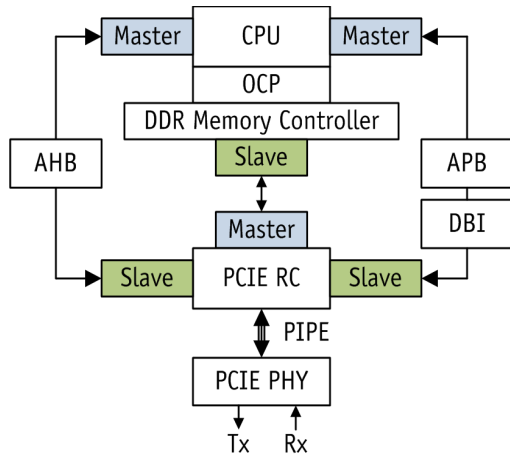 Master CPU Master
OCP
DDR Memory Controller
AHB Slave APB
DBI
Master
Slave PCIE RC Slave
PIPE
PCIE PHY
Tx Rx